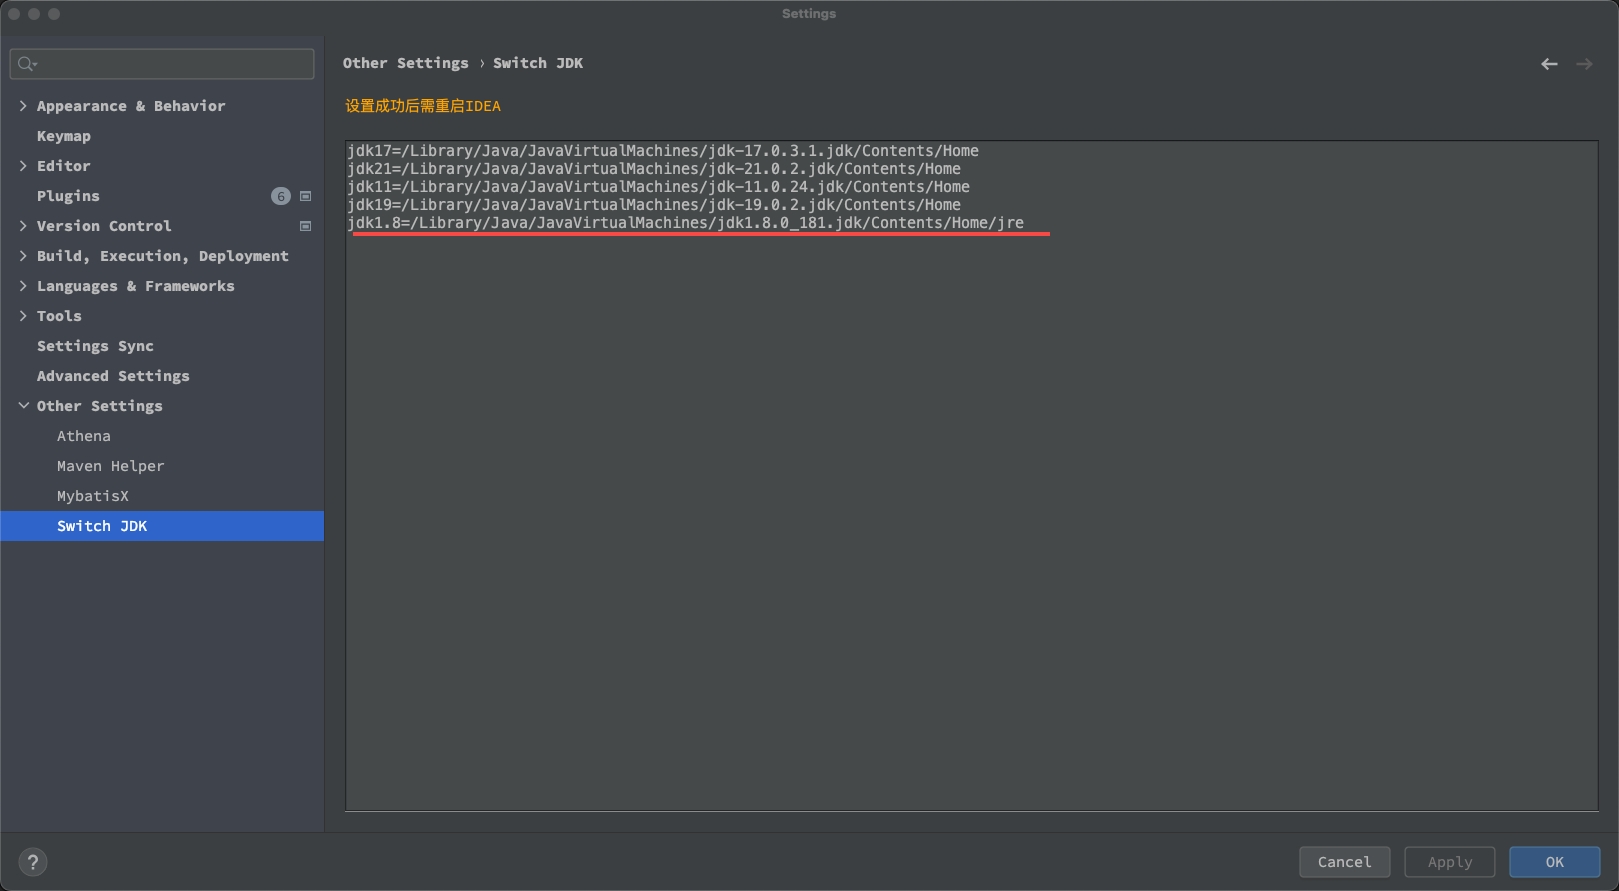 Settings
Other Settings › Switch JDK
设置成功后需重启IDEA
Appearance & Behavior
Keymap
Editor
Plugins 6
Version Control
Build, Execution, Deployment
Languages & Frameworks
Tools
Settings Sync
Advanced Settings
Other Settings
Athena
Maven Helper
MybatisX
Switch JDK
jdk17=/Library/Java/JavaVirtualMachines/jdk-17.0.3.1.jdk/Contents/Home
jdk21=/Library/Java/JavaVirtualMachines/jdk-21.0.2.jdk/Contents/Home
jdk11=/Library/Java/JavaVirtualMachines/jdk-11.0.24.jdk/Contents/Home
jdk19=/Library/Java/JavaVirtualMachines/jdk-19.0.2.jdk/Contents/Home
jdk1.8=/Library/Java/JavaVirtualMachines/jdk1.8.0_181.jdk/Contents/Home/jre
?
Cancel
Apply
OK